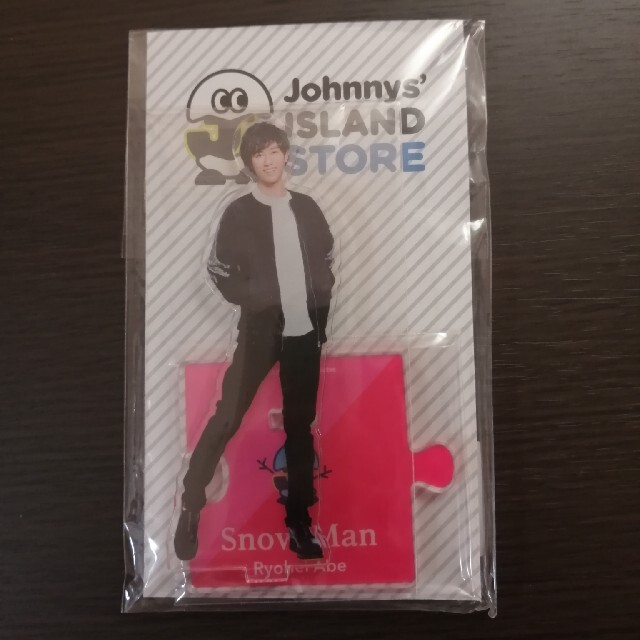 Johnnys'
ISLAND
STORE
Snow Man
Ryohei Abe